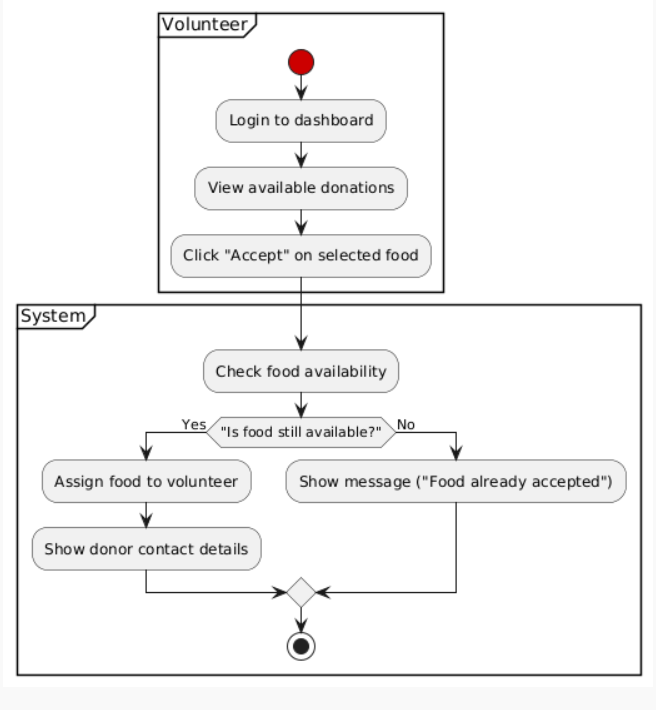 Volunteer
Login to dashboard
View available donations
Click "Accept" on selected food
System
Check food availability
Yes
"Is food still available?"
No
Assign food to volunteer
Show message ("Food already accepted")
Show donor contact details